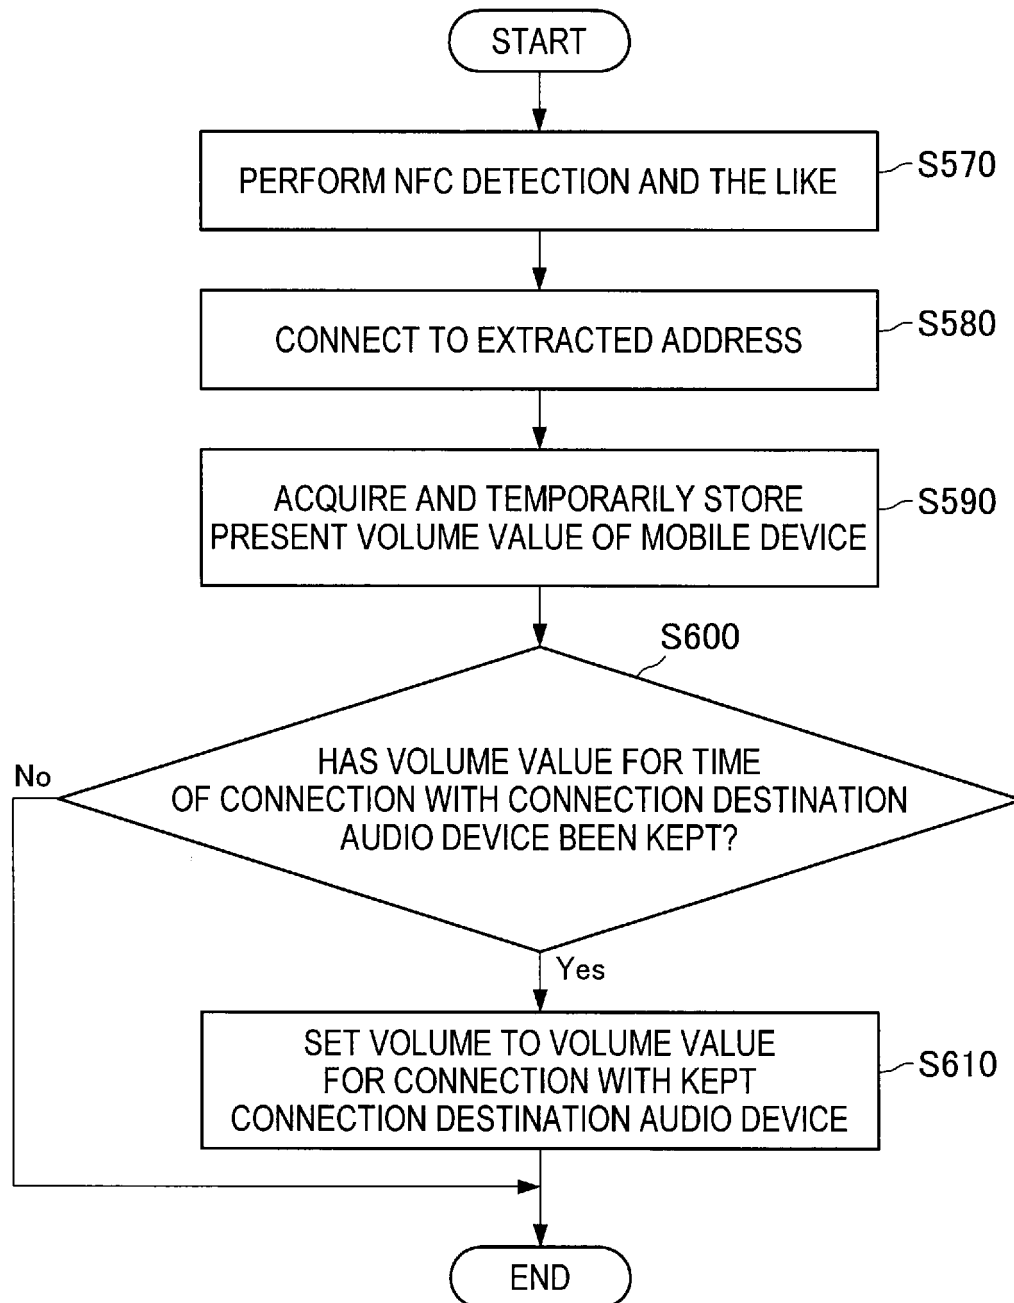 START
PERFORM NFC DETECTION AND THE LIKE
S570
CONNECT TO EXTRACTED ADDRESS
S580
ACQUIRE AND TEMPORARILY STORE
PRESENT VOLUME VALUE OF MOBILE DEVICE
S590
S600
HAS VOLUME VALUE FOR TIME
OF CONNECTION WITH CONNECTION DESTINATION
AUDIO DEVICE BEEN KEPT?
No
Yes
SET VOLUME TO VOLUME VALUE
FOR CONNECTION WITH KEPT
CONNECTION DESTINATION AUDIO DEVICE
S610
END